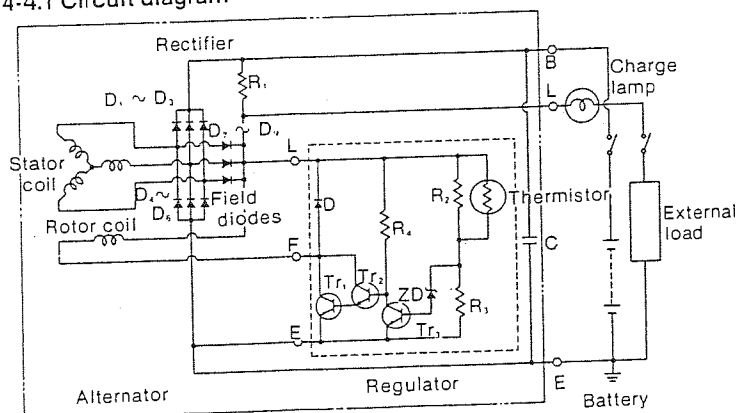 4-4.1 Circuit diagram
Rectifier
B
R₁
Charge
lamp
D₁ ~ D₃
L
D₇ ~ D₉
L
Stator
coil
D₄~
D₆
Field
diodes
D
R₂
Thermistor
Rotor coil
R₄
External
load
F
C
Tr₁
Tr₂
ZD
R₃
E
Tr₃
E
Alternator
Regulator
Battery